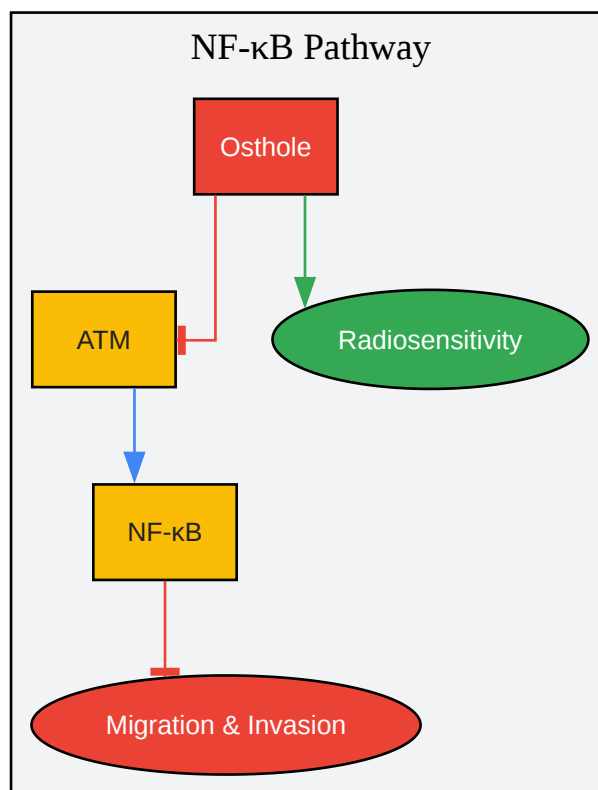 NF-κB Pathway
Osthole
ATM
Radiosensitivity
NF-κB
Migration & Invasion